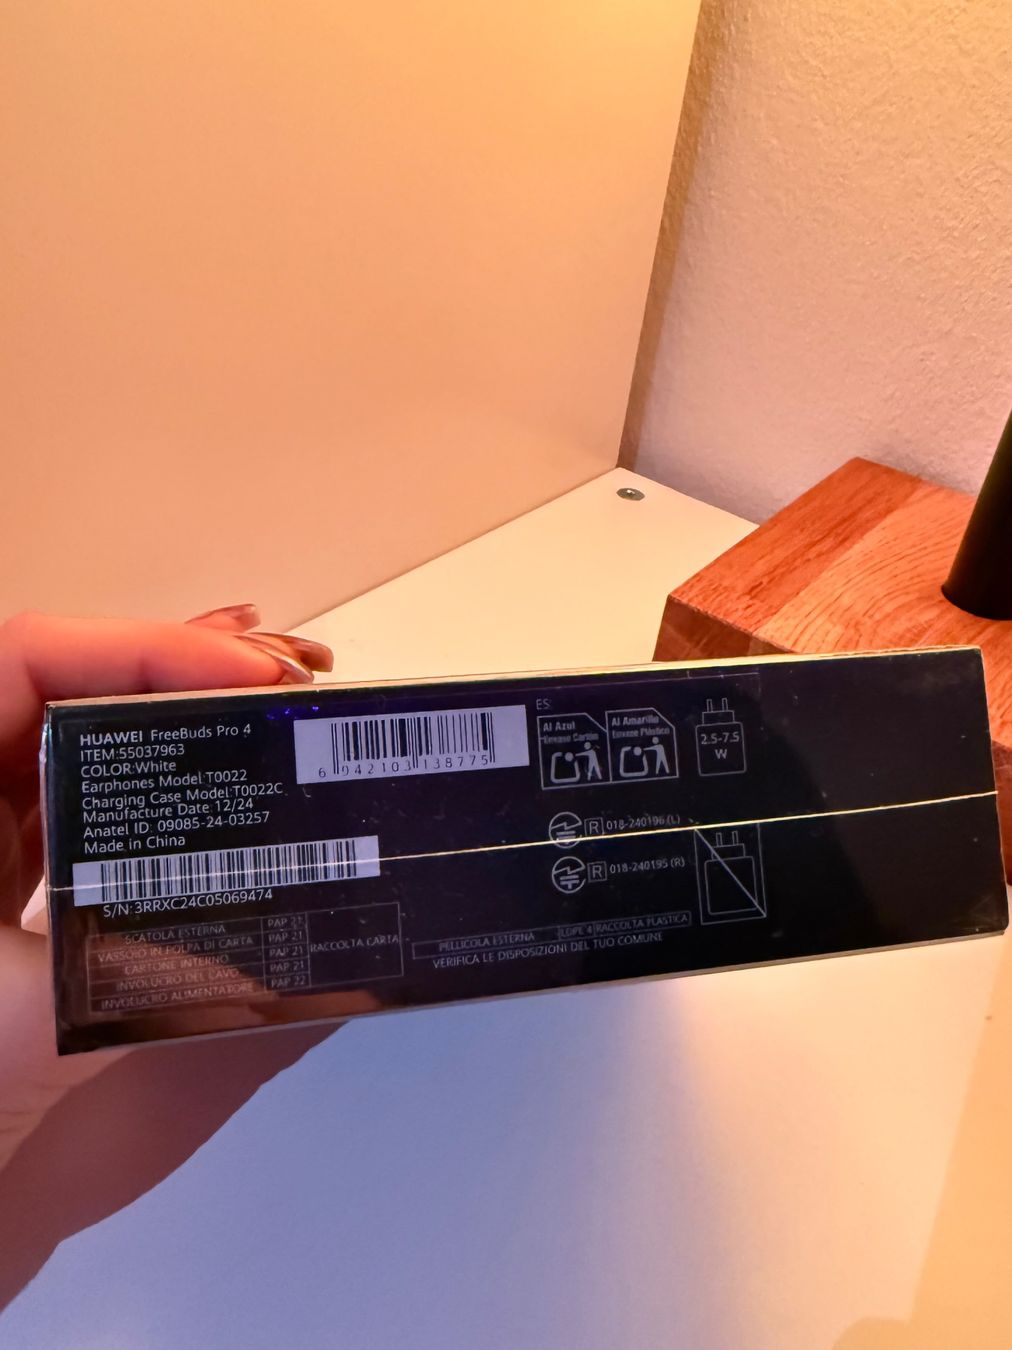 HUAWEI FreeBuds Pro 4
ITEM:55037963
COLOR:White
Earphones Model:T0022
Charging Case Model:T0022C
Manufacture Date:12/24
Anatel ID: 09085-24-03257
Made in China
6 942103 138775
S/N:3RRXC24C05069474
ES:
Al Azul
Envase Cartón
Al Amarillo
Envase Plástico
2.5-7.5
W
R 018-240196 (L)
R 018-240195 (R)
SCATOLA ESTERNA PAP 21
VASSOIO IN POLPA DI CARTA PAP 21
CARTONE INTERNO PAP 21
INVOLUCRO DEL CAVO PAP 21
INVOLUCRO ALIMENTATORE PAP 22
RACCOLTA CARTA
PELLICOLA ESTERNA LDPE 4 RACCOLTA PLASTICA
VERIFICA LE DISPOSIZIONI DEL TUO COMUNE